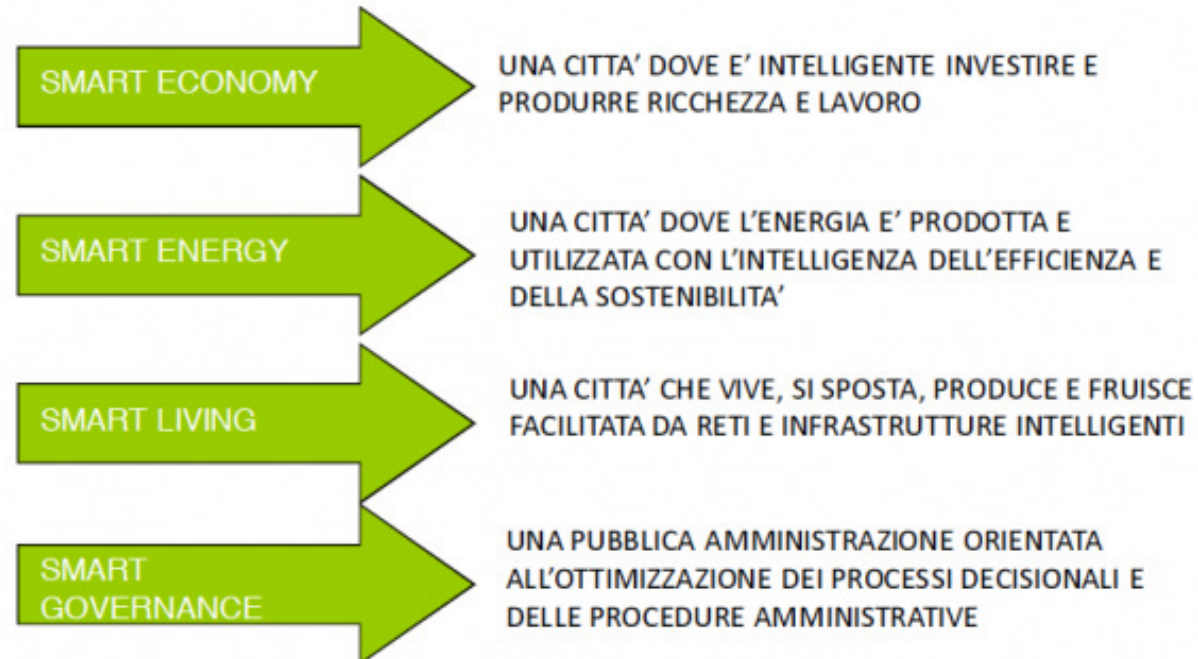 SMART ECONOMY
UNA CITTA’ DOVE E’ INTELLIGENTE INVESTIRE E
PRODURRE RICCHEZZA E LAVORO
SMART ENERGY
UNA CITTA’ DOVE L’ENERGIA E’ PRODOTTA E
UTILIZZATA CON L’INTELLIGENZA DELL’EFFICIENZA E
DELLA SOSTENIBILITA’
SMART LIVING
UNA CITTA’ CHE VIVE, SI SPOSTA, PRODUCE E FRUISCE
FACILITATA DA RETI E INFRASTRUTTURE INTELLIGENTI
SMART
GOVERNANCE
UNA PUBBLICA AMMINISTRAZIONE ORIENTATA
ALL’OTTIMIZZAZIONE DEI PROCESSI DECISIONALI E
DELLE PROCEDURE AMMINISTRATIVE